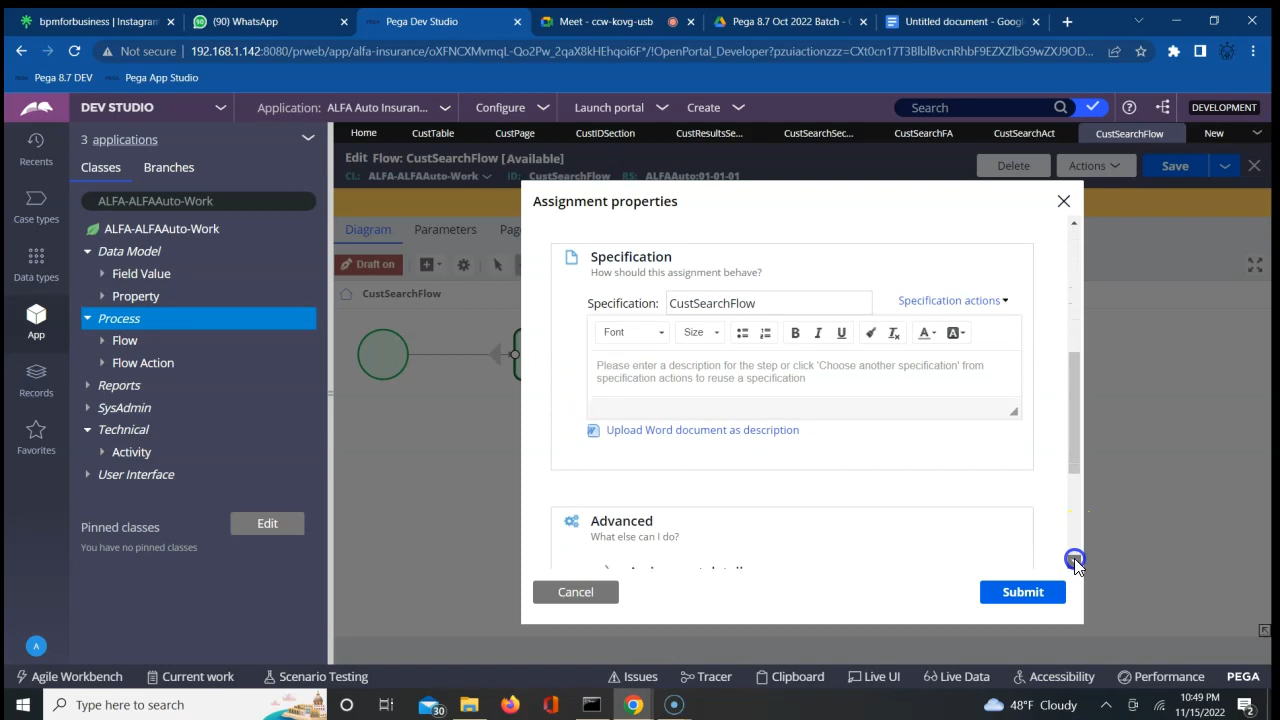 bpmforbusiness | Instagram
(90) WhatsApp
Pega Dev Studio
Meet - ccw-kovg-usb
Pega 8.7 Oct 2022 Batch - G
Untitled document - Google
Not secure | 192.168.1.142:8080/prweb/app/alfa-insurance/oXFNCXMvmqL-Qo2Pw_2qaX8kHEhqoi6F*/!OpenPortal_Developer?pzuiactionzzz=CXt0cn17T3BlblBvcnRhbF9EZXZlbG9wZXJ9OD...
Pega 8.7 DEV
Pega App Studio
DEV STUDIO
Application: ALFA Auto Insuran...
Configure
Launch portal
Create
Search
DEVELOPMENT
Recents
Case types
Data types
App
Records
Favorites
A
3 applications
Classes
Branches
ALFA-ALFAAuto-Work
ALFA-ALFAAuto-Work
Data Model
Field Value
Property
Process
Flow
Flow Action
Reports
SysAdmin
Technical
Activity
User Interface
Pinned classes
Edit
You have no pinned classes
Home
CustTable
CustPage
CustIDSection
CustResultsSe...
CustSearchSec...
CustSearchFA
CustSearchAct
CustSearchFlow
New
Edit Flow: CustSearchFlow [Available]
CL: ALFA-ALFAAuto-Work
ID: CustSearchFlow
RS: ALFAAuto:01-01-01
Delete
Actions
Save
Diagram
Parameters
Pag
Draft on
CustSearchFlow
Assignment properties
Specification
How should this assignment behave?
Specification: CustSearchFlow
Specification actions
Font
Size
B
I
U
A
A
Please enter a description for the step or click 'Choose another specification' from
specification actions to reuse a specification
Upload Word document as description
Advanced
What else can I do?
Cancel
Submit
Agile Workbench
Current work
Scenario Testing
Issues
Tracer
Clipboard
Live UI
Live Data
Accessibility
Performance
PEGA
Type here to search
30
48°F Cloudy
10:49 PM
11/15/2022
2